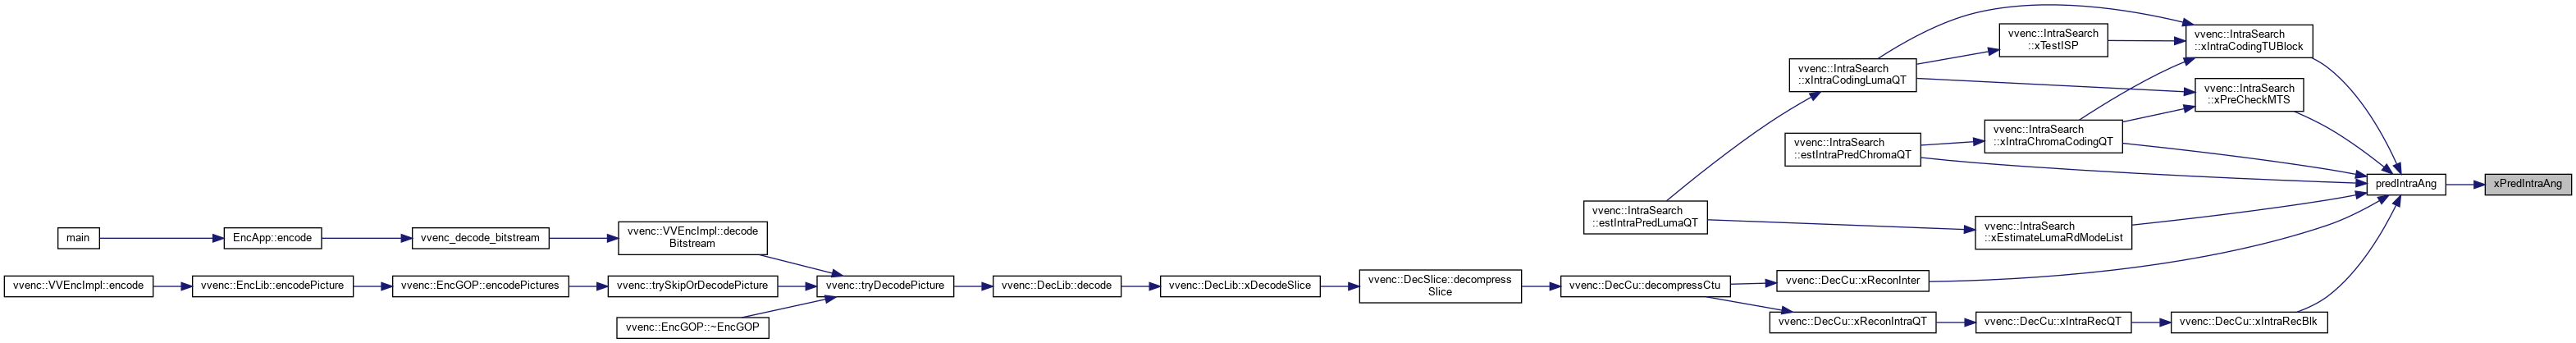 vvenc::IntraSearch
::xTestISP
vvenc::IntraSearch
::xIntraCodingTUBlock
vvenc::IntraSearch
::xIntraCodingLumaQT
vvenc::IntraSearch
::xPreCheckMTS
vvenc::IntraSearch
::estIntraPredChromaQT
vvenc::IntraSearch
::xIntraChromaCodingQT
predIntraAng
xPredIntraAng
vvenc::IntraSearch
::estIntraPredLumaQT
vvenc::IntraSearch
::xEstimateLumaRdModeList
main
EncApp::encode
vvenc_decode_bitstream
vvenc::VVEncImpl::decode
Bitstream
vvenc::VVEncImpl::encode
vvenc::EncLib::encodePicture
vvenc::EncGOP::encodePictures
vvenc::trySkipOrDecodePicture
vvenc::tryDecodePicture
vvenc::DecLib::decode
vvenc::DecLib::xDecodeSlice
vvenc::DecSlice::decompress
Slice
vvenc::DecCu::decompressCtu
vvenc::DecCu::xReconInter
vvenc::EncGOP::~EncGOP
vvenc::DecCu::xReconIntraQT
vvenc::DecCu::xIntraRecQT
vvenc::DecCu::xIntraRecBlk